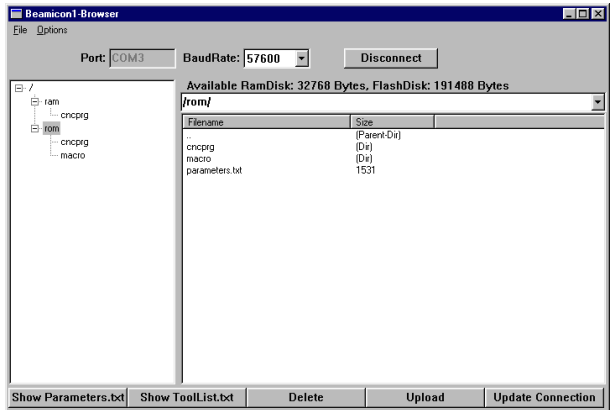 Beamicon1-Browser
File Options
Port: COM3 BaudRate: 57600 Disconnect
Available RamDisk: 32768 Bytes, FlashDisk: 191488 Bytes
/
ram
cncprg
rom
cncprg
macro
/rom/
Filename Size
.. (Parent-Dir)
cncprg (Dir)
macro (Dir)
parameters.txt 1531
Show Parameters.txt Show ToolList.txt Delete Upload Update Connection